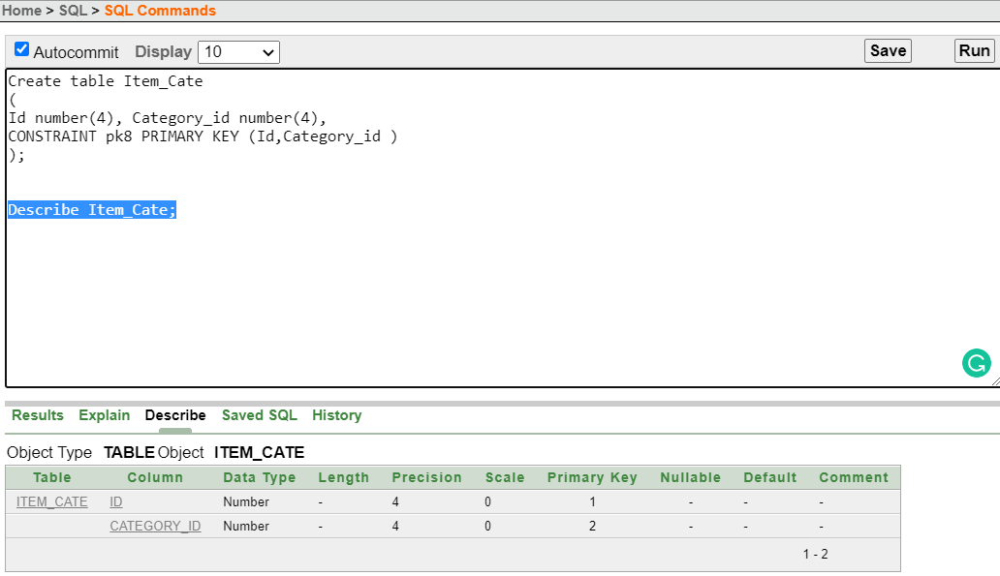 Home > SQL > SQL Commands
Autocommit Display 10 Save Run
Create table Item_Cate
(
Id number(4), Category_id number(4),
CONSTRAINT pk8 PRIMARY KEY (Id,Category_id )
);
Describe Item_Cate;
Results Explain Describe Saved SQL History
Object Type TABLE Object ITEM_CATE
Table Column Data Type Length Precision Scale Primary Key Nullable Default Comment
ITEM_CATE ID Number - 4 0 1 - - -
CATEGORY_ID Number - 4 0 2 - - -
1 - 2